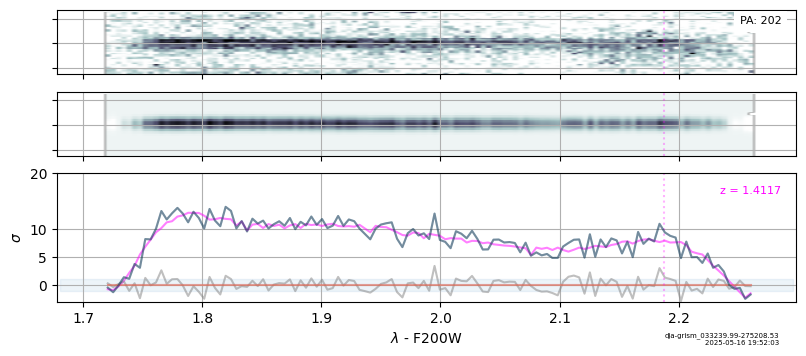 PA: 202
20
z = 1.4117
10
σ
5
0
1.7 1.8 1.9 2.0 2.1 2.2
λ - F200W
dja-grism_033239.99-275208.53
2025-05-16 19:52:03